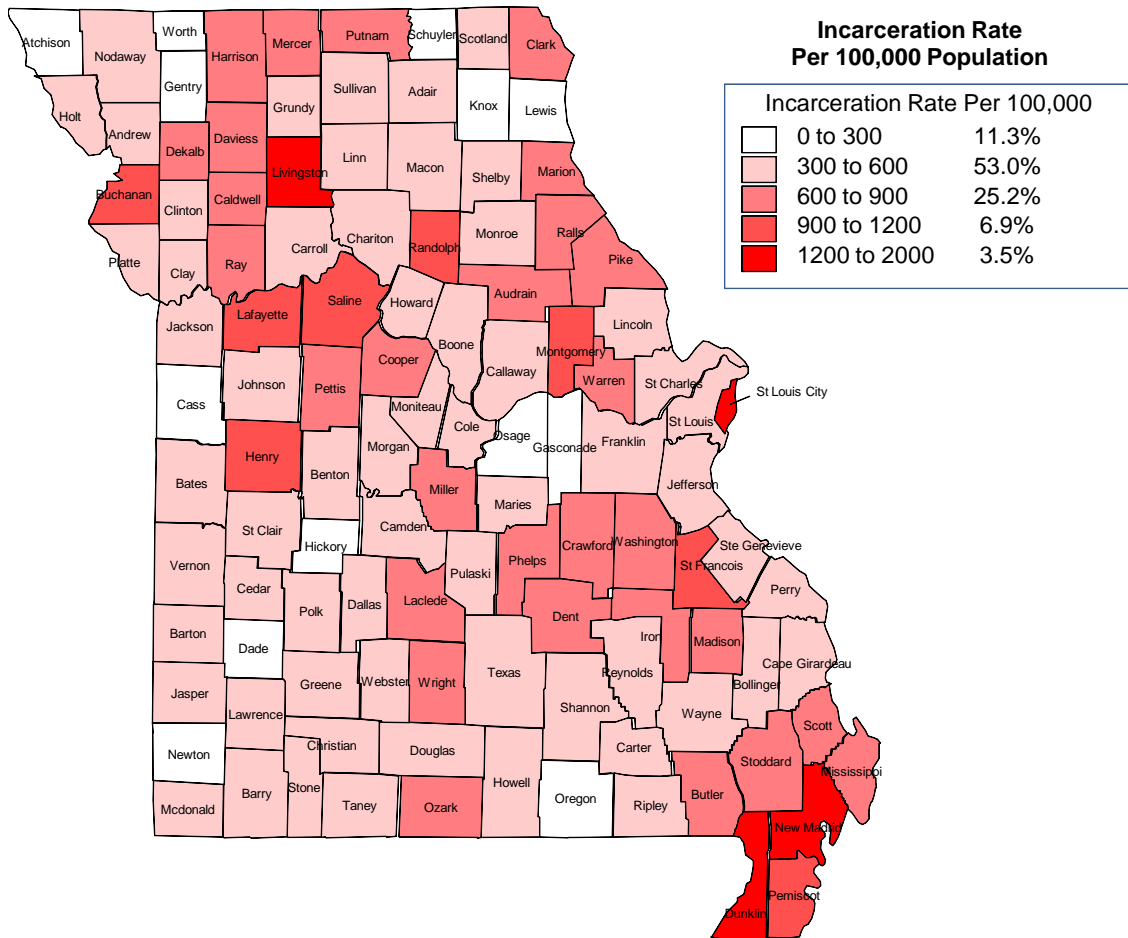 Incarceration Rate
Per 100,000 Population
Incarceration Rate Per 100,000
0 to 300 11.3%
300 to 600 53.0%
600 to 900 25.2%
900 to 1200 6.9%
1200 to 2000 3.5%
Atchison
Worth
Nodaway
Harrison
Mercer
Putnam
Schuyler
Scotland
Clark
Gentry
Holt
Andrew
Grundy
Sullivan
Adair
Knox
Lewis
Dekalb
Daviess
Livingston
Linn
Macon
Shelby
Marion
Buchanan
Clinton
Caldwell
Chariton
Randolph
Monroe
Ralls
Platte
Clay
Ray
Carroll
Pike
Audrain
Jackson
Lafayette
Saline
Howard
Boone
Lincoln
Callaway
Montgomery
Johnson
Pettis
Cooper
Warren
St Charles
St Louis City
Cass
Moniteau
Cole
Osage
Gasconade
Franklin
St Louis
Henry
Benton
Morgan
Bates
Miller
Maries
Jefferson
St Clair
Hickory
Camden
Vernon
Pulaski
Phelps
Crawford
Washington
Ste Genevieve
St Francois
Cedar
Polk
Dallas
Laclede
Dent
Perry
Barton
Dade
Iron
Madison
Cape Girardeau
Jasper
Greene
Webster
Wright
Texas
Reynolds
Bollinger
Lawrence
Shannon
Wayne
Newton
Christian
Douglas
Carter
Scott
Stoddard
Mississippi
Mcdonald
Barry
Stone
Taney
Ozark
Howell
Oregon
Ripley
Butler
New Madrid
Pemiscot
Dunklin